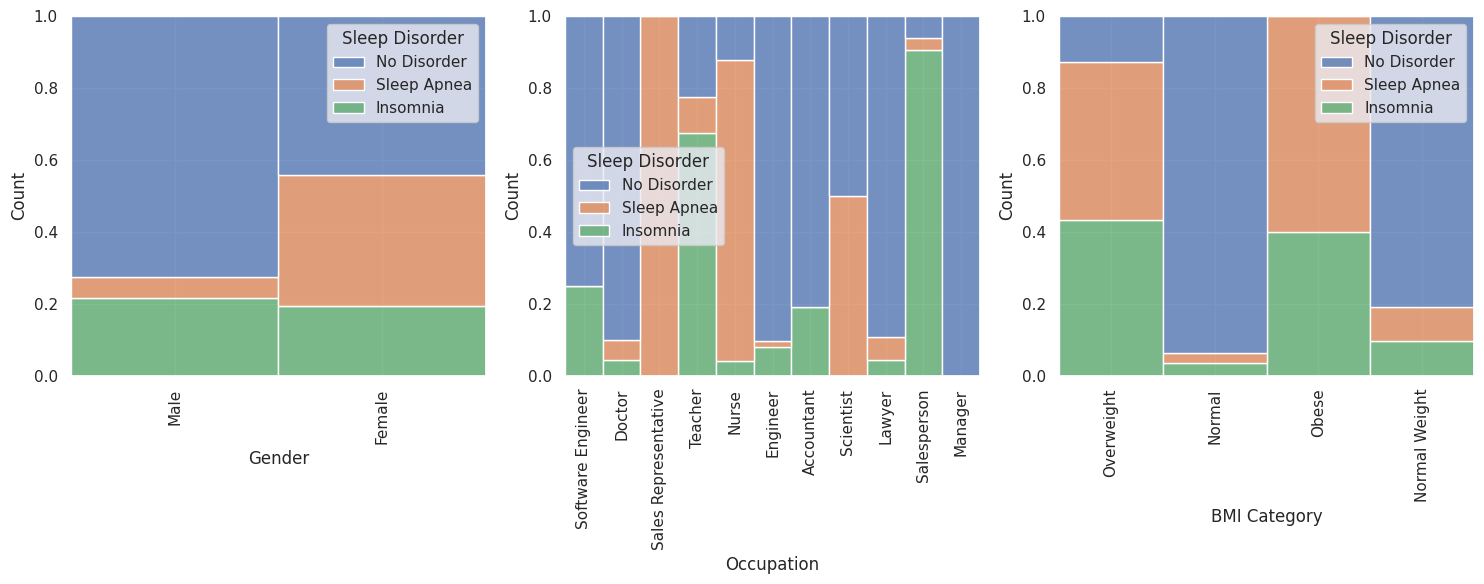 1.0
0.8
0.6
0.4
0.2
0.0
Count
Sleep Disorder
No Disorder
Sleep Apnea
Insomnia
Male
Female
Gender
1.0
0.8
0.6
0.4
0.2
0.0
Count
Sleep Disorder
No Disorder
Sleep Apnea
Insomnia
Software Engineer
Doctor
Sales Representative
Teacher
Nurse
Engineer
Accountant
Scientist
Lawyer
Salesperson
Manager
Occupation
1.0
0.8
0.6
0.4
0.2
0.0
Count
Sleep Disorder
No Disorder
Sleep Apnea
Insomnia
Overweight
Normal
Obese
Normal Weight
BMI Category